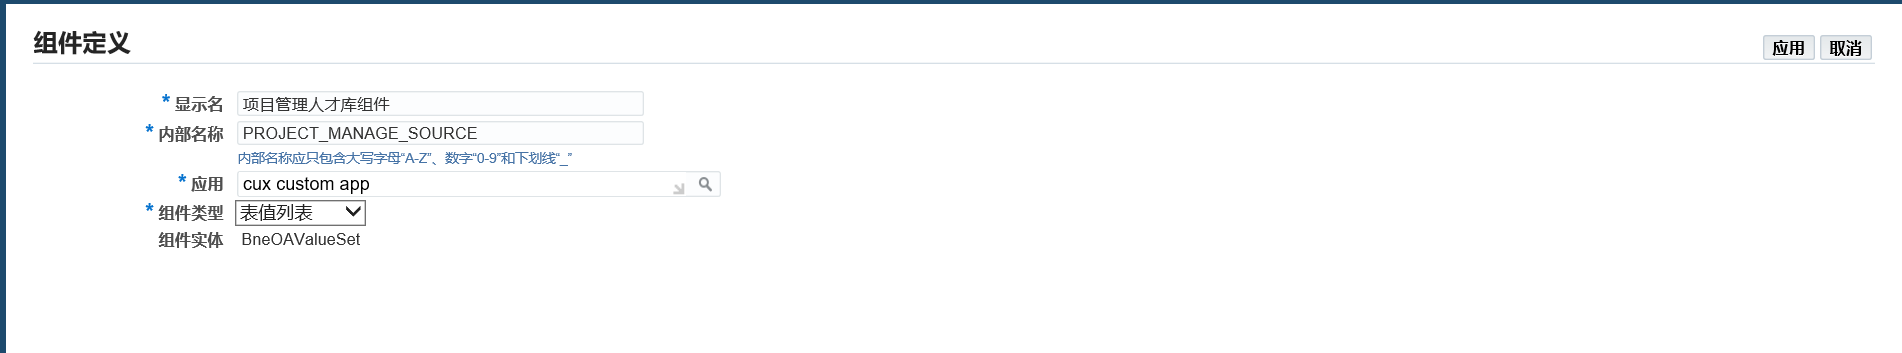 组件定义
应用 取消
* 显示名 项目管理人才库组件
* 内部名称 PROJECT_MANAGE_SOURCE
内部名称应只包含大写字母“A-Z”、数字“0-9”和下划线“_”
* 应用 cux custom app
* 组件类型 表值列表
组件实体 BneOAValueSet